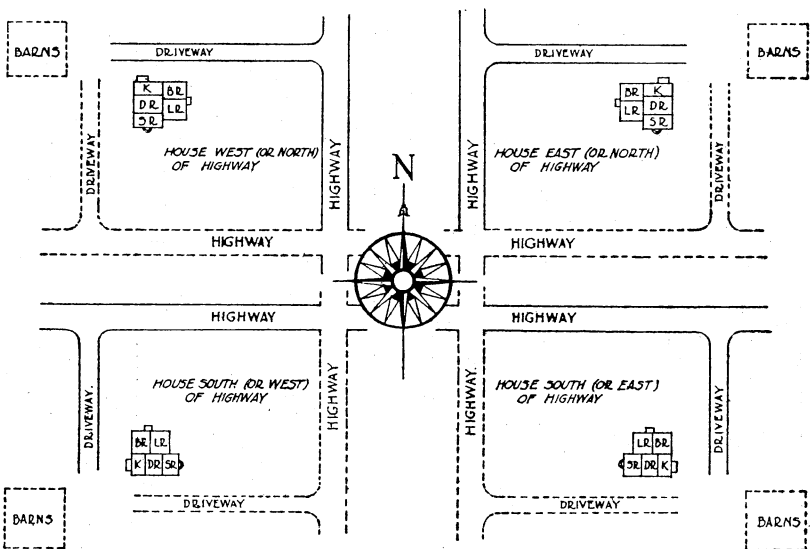 BARNS
DRIVEWAY
DRIVEWAY
BARNS
K BR
DR LR
SR
BR K
LR DR
SR
DRIVEWAY
HOUSE WEST (OR NORTH)
OF HIGHWAY
HIGHWAY
N
HIGHWAY
HOUSE EAST (OR NORTH)
OF HIGHWAY
DRIVEWAY
HIGHWAY
HIGHWAY
HIGHWAY
HIGHWAY
DRIVEWAY.
HOUSE SOUTH (OR WEST)
OF HIGHWAY
HIGHWAY
HIGHWAY
HOUSE SOUTH (OR EAST)
OF HIGHWAY
DRIVEWAY
BR LR
K DR SR
LR BR
SR DR K
BARNS
DRIVEWAY
DRIVEWAY
BARNS